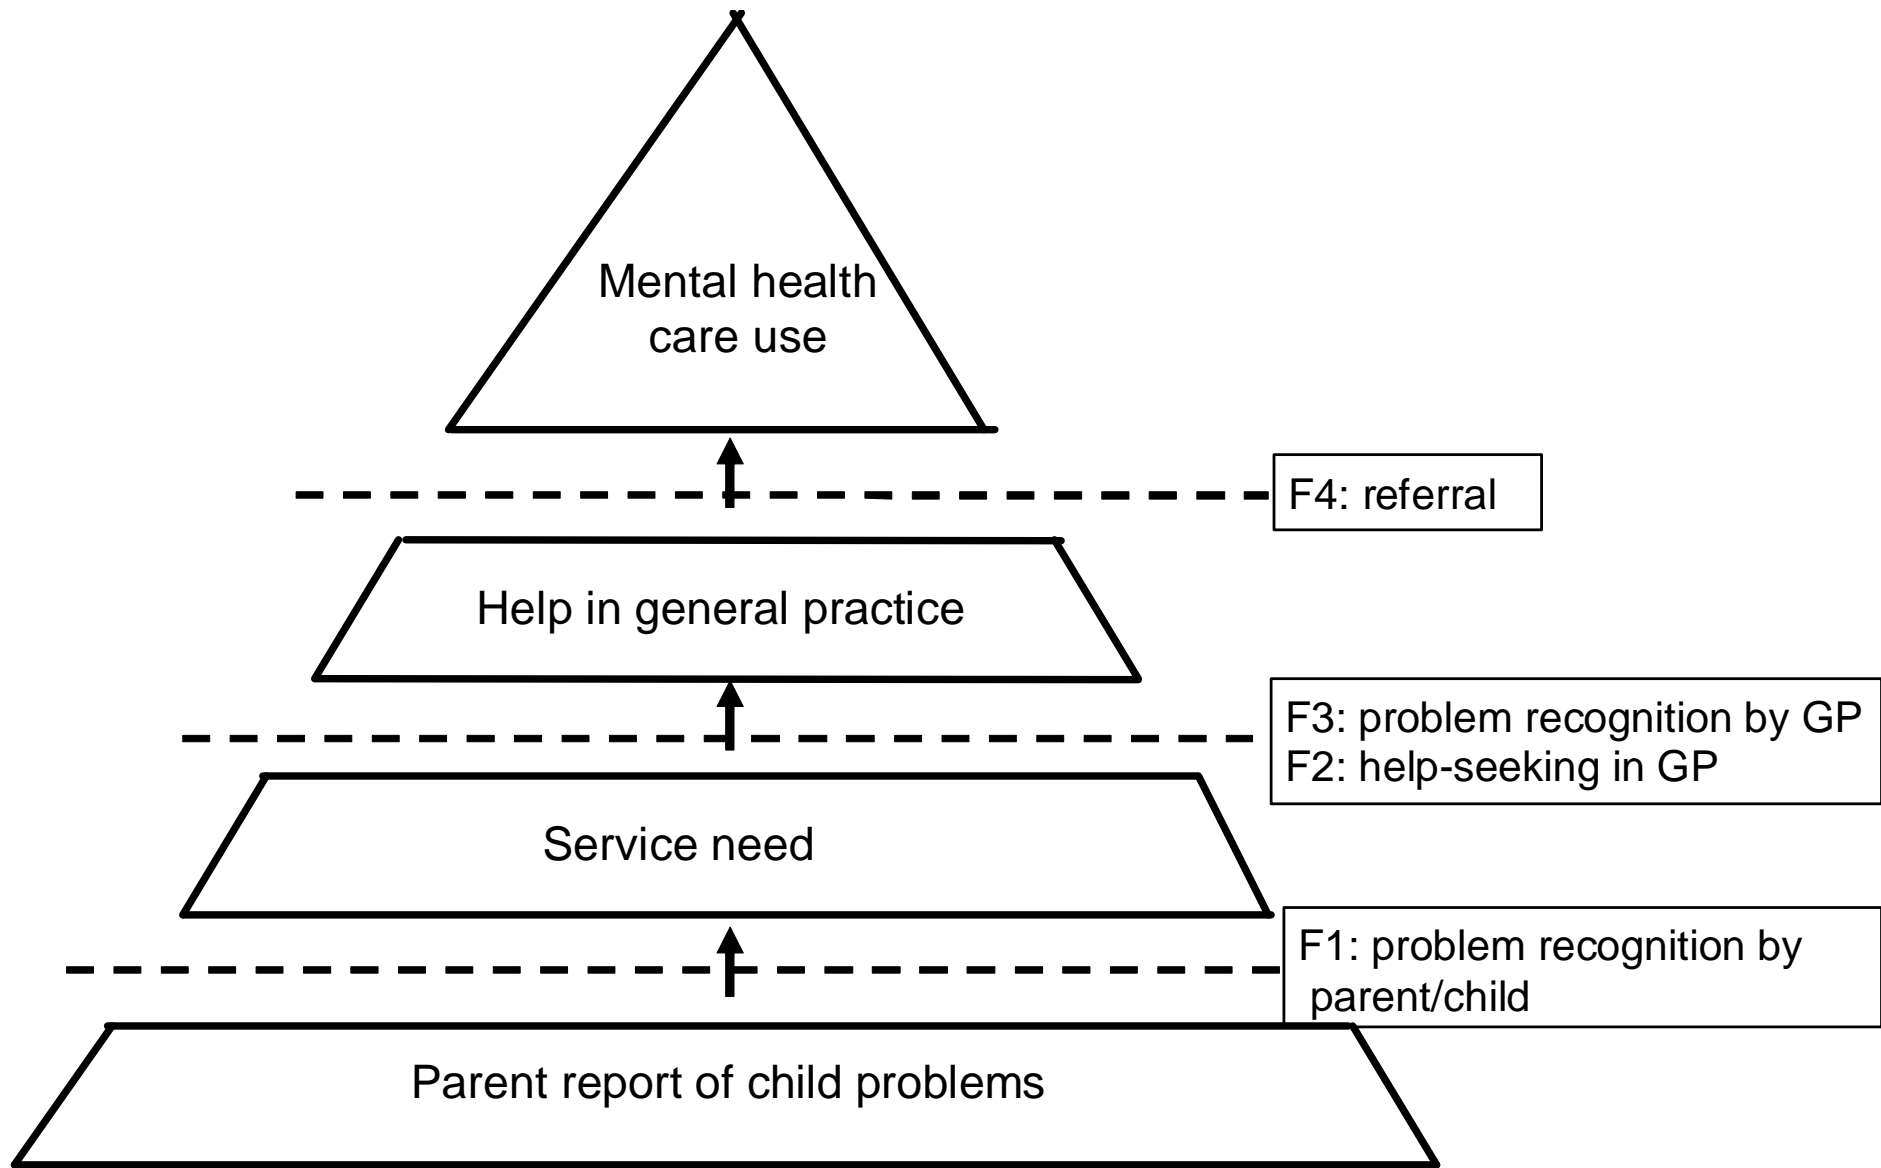 Mental health
care use
F4: referral
Help in general practice
F3: problem recognition by GP
F2: help-seeking in GP
Service need
F1: problem recognition by
parent/child
Parent report of child problems